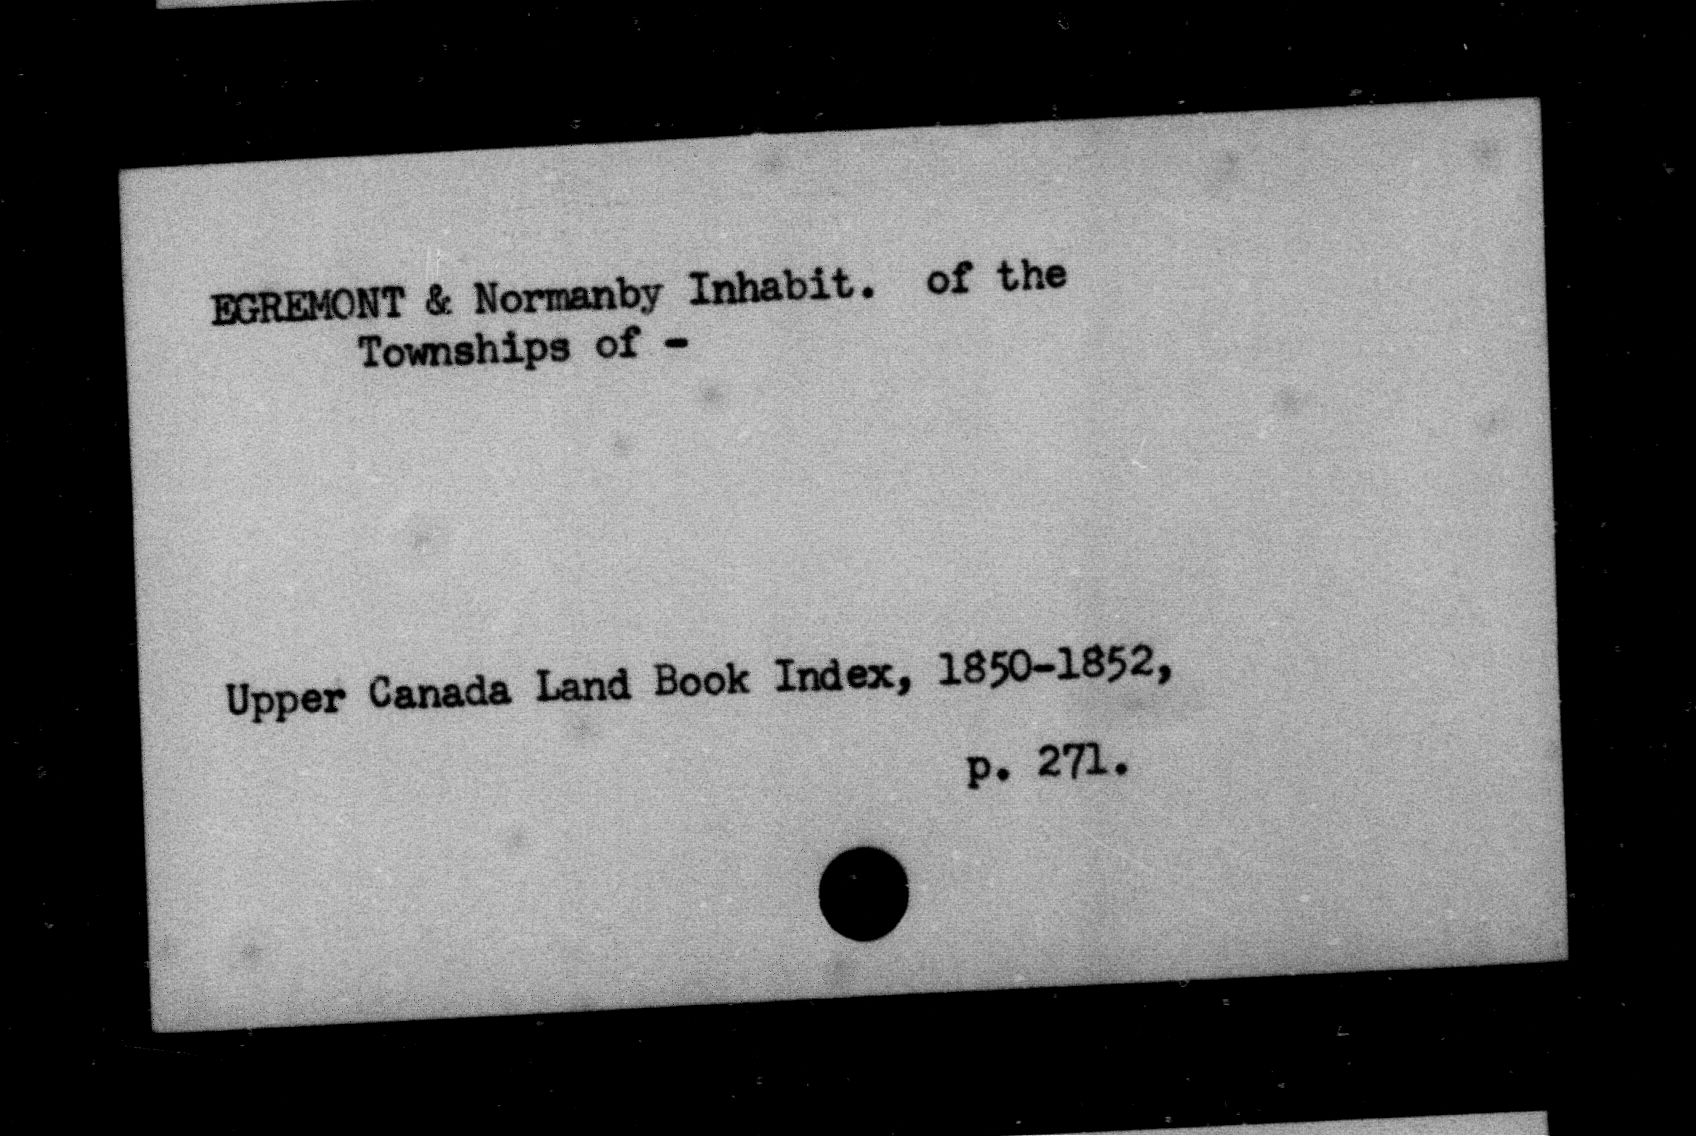 EGREMONT & Normanby Inhabit. of the
Townships of -
Upper Canada Land Book Index, 1850-1852,
p. 271.